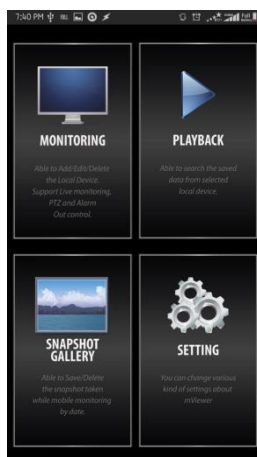 7:40 PM
MONITORING
Able to Add/Edit/Delete
the Local Device.
Support Live monitoring,
PTZ and Alarm
Out control.
PLAYBACK
Able to search the saved
data from selected
local device.
SNAPSHOT
GALLERY
Able to Save/Delete
the snapshot taken
while mobile monitoring
by date.
SETTING
You can change various
kind of settings about
mViewer